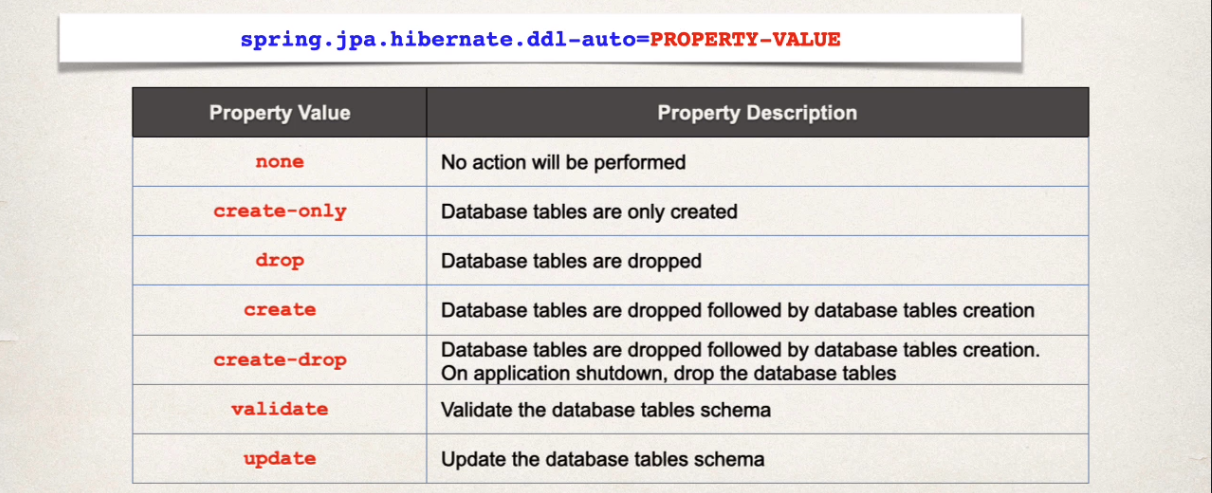 spring.jpa.hibernate.ddl-auto=PROPERTY-VALUE
Property Value Property Description
none No action will be performed
create-only Database tables are only created
drop Database tables are dropped
create Database tables are dropped followed by database tables creation
create-drop Database tables are dropped followed by database tables creation.
On application shutdown, drop the database tables
validate Validate the database tables schema
update Update the database tables schema